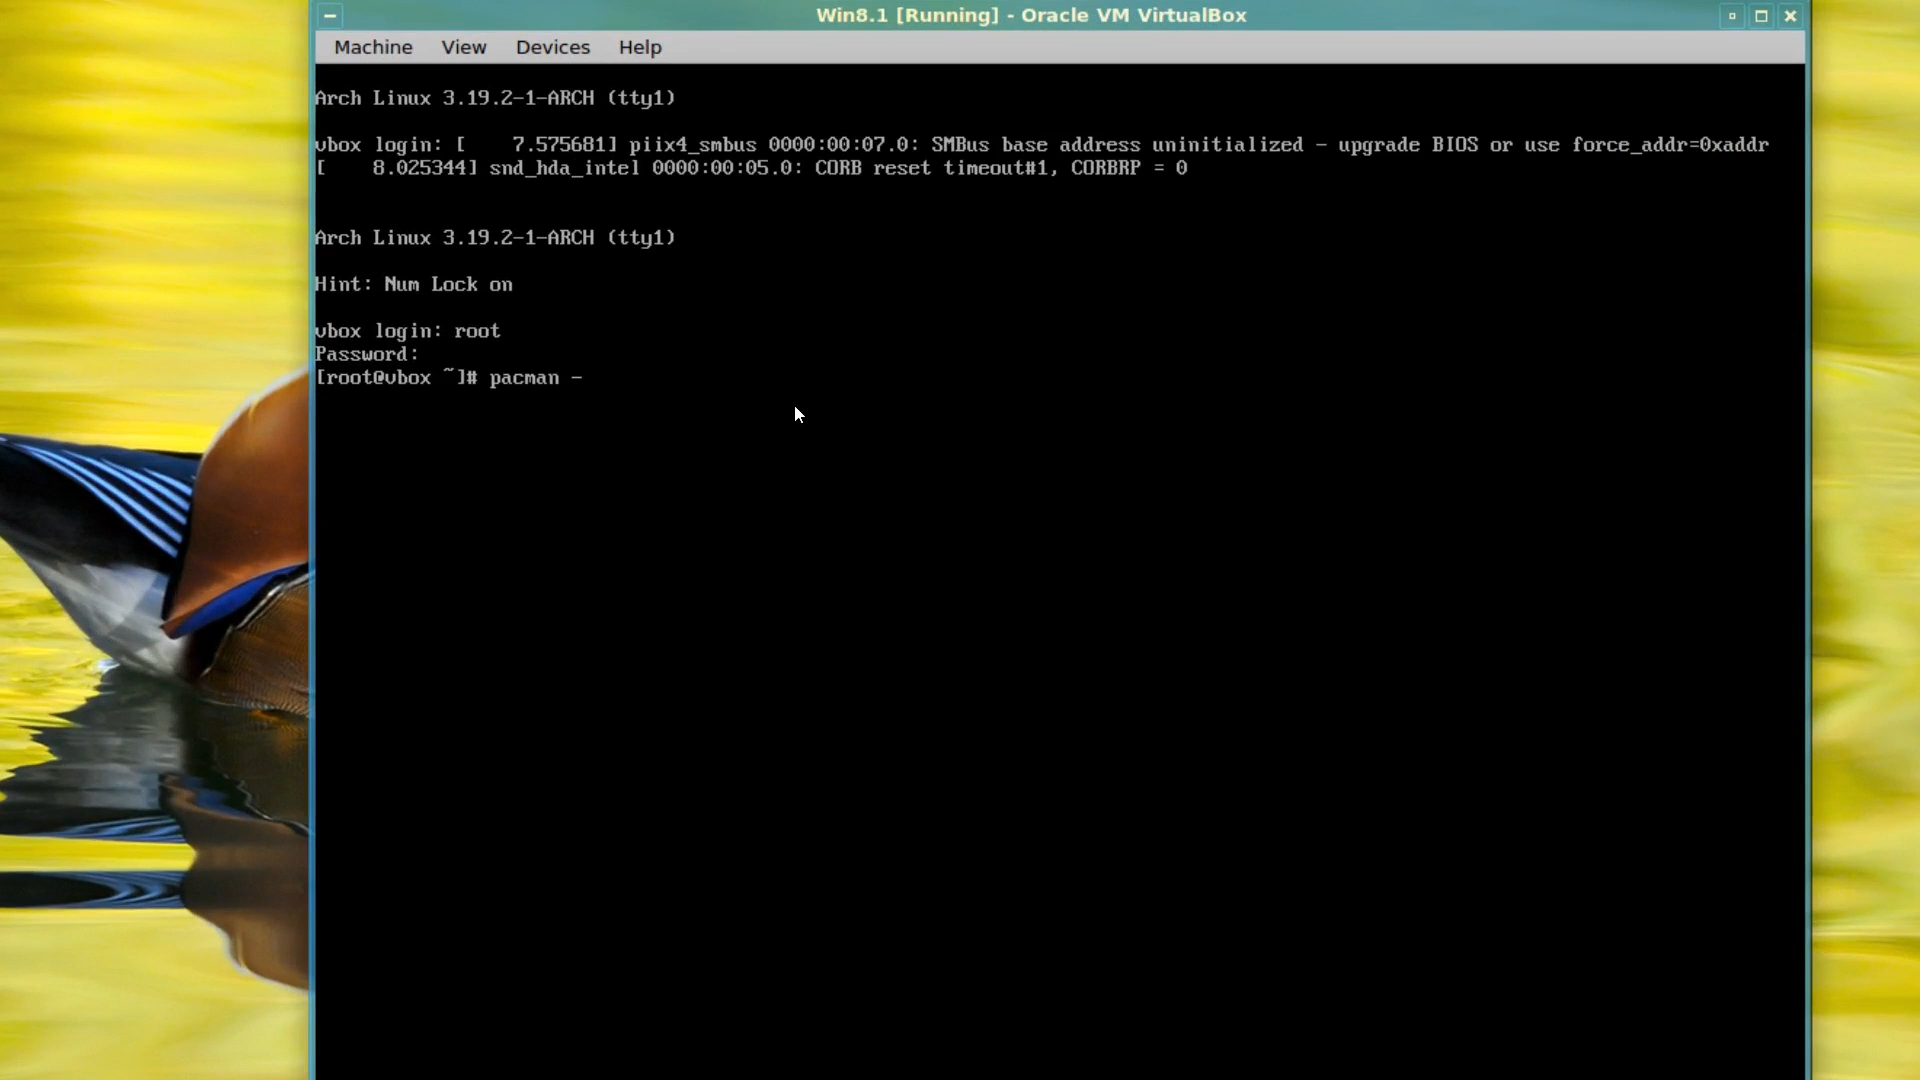 Win8.1 [Running] - Oracle VM VirtualBox
Machine View Devices Help
Arch Linux 3.19.2-1-ARCH (tty1)
vbox login: [    7.575681] piix4_smbus 0000:00:07.0: SMBus base address uninitialized - upgrade BIOS or use force_addr=0xaddr
[    8.025344] snd_hda_intel 0000:00:05.0: CORB reset timeout#1, CORBRP = 0
Arch Linux 3.19.2-1-ARCH (tty1)
Hint: Num Lock on
vbox login: root
Password:
[root@vbox ~]# pacman -